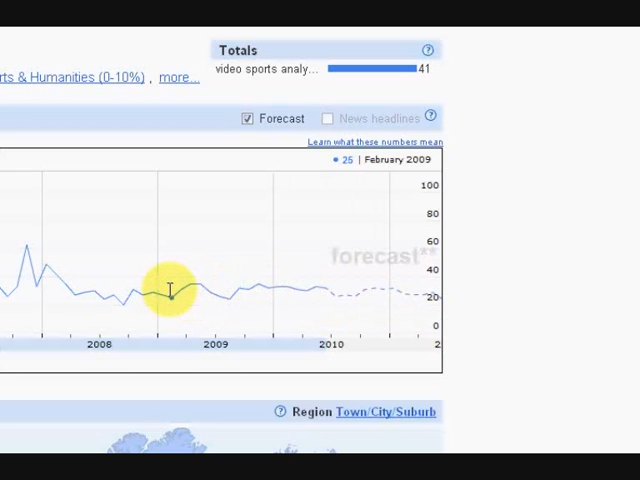 Totals
video sports analy... 41
rts & Humanities (0-10%) , more...
Forecast News headlines
Learn what these numbers mean
25 | February 2009
100
80
forecast**
60
40
20
0
2008 2009 2010 2
Region Town/City/Suburb